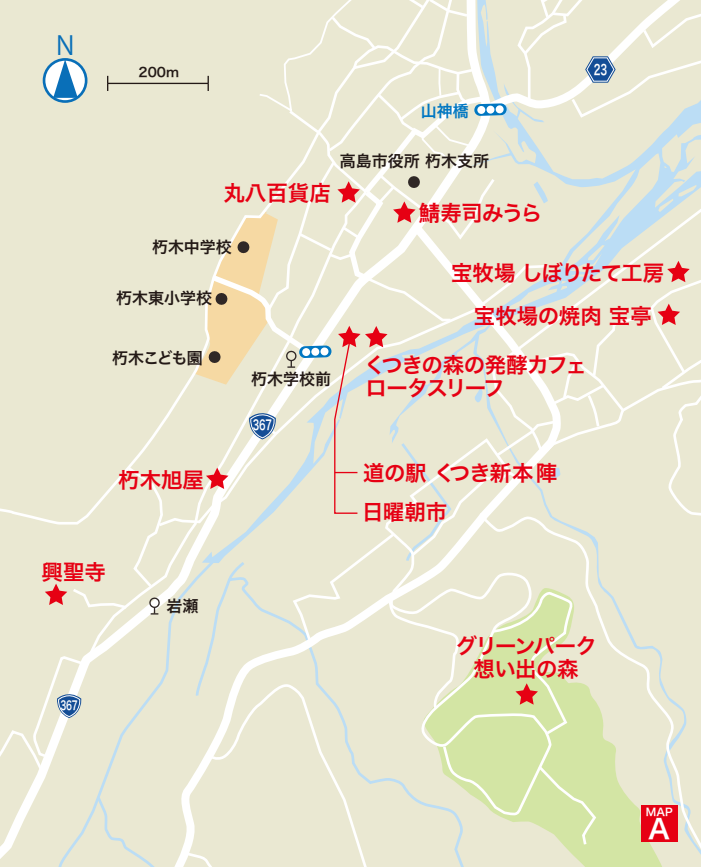 N
200m
23
山神橋
高島市役所 朽木支所
丸八百貨店
鯖寿司みうら
朽木中学校
宝牧場 しぼりたて工房
朽木東小学校
宝牧場の焼肉 宝亭
朽木こども園
朽木学校前
くつきの森の発酵カフェ
ロータスリーフ
367
道の駅 くつき新本陣
朽木旭屋
日曜朝市
興聖寺
岩瀬
グリーンパーク
想い出の森
367
MAP
A